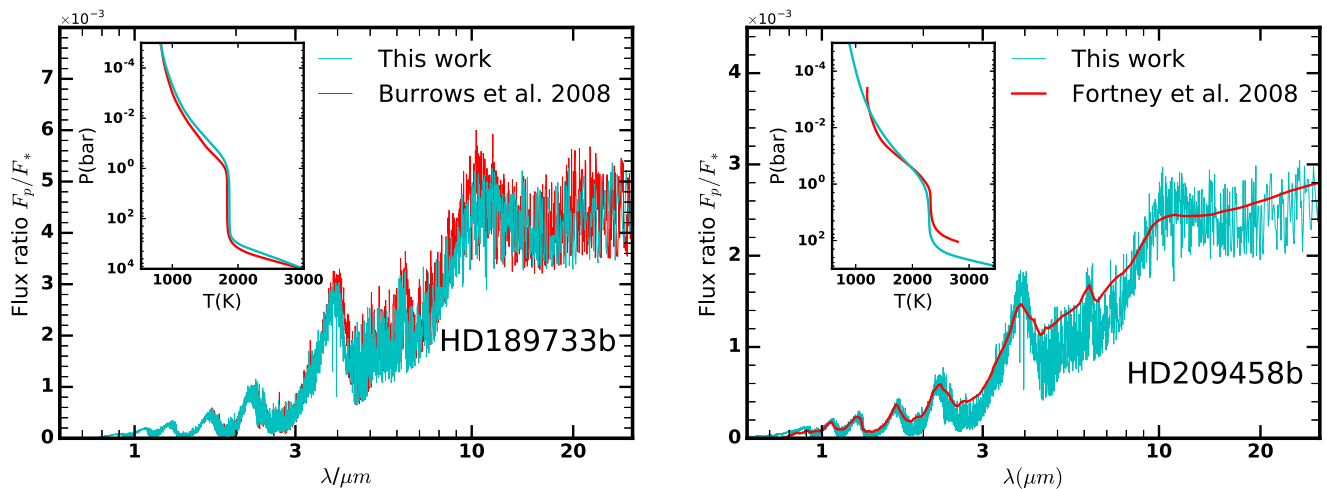 ×10⁻³
7
6
5
4
3
2
1
0
Flux ratio F_p/F_*
10⁻⁴
10⁻²
10⁰
10²
10⁴
P(bar)
1000 2000 3000
T(K)
This work
Burrows et al. 2008
HD189733b
1 3 10 20
λ/μm
×10⁻³
4
3
2
1
0
Flux ratio F_p/F_*
10⁻⁴
10⁻²
10⁰
10²
P(bar)
1000 2000 3000
T(K)
This work
Fortney et al. 2008
HD209458b
1 3 10 20
λ(μm)